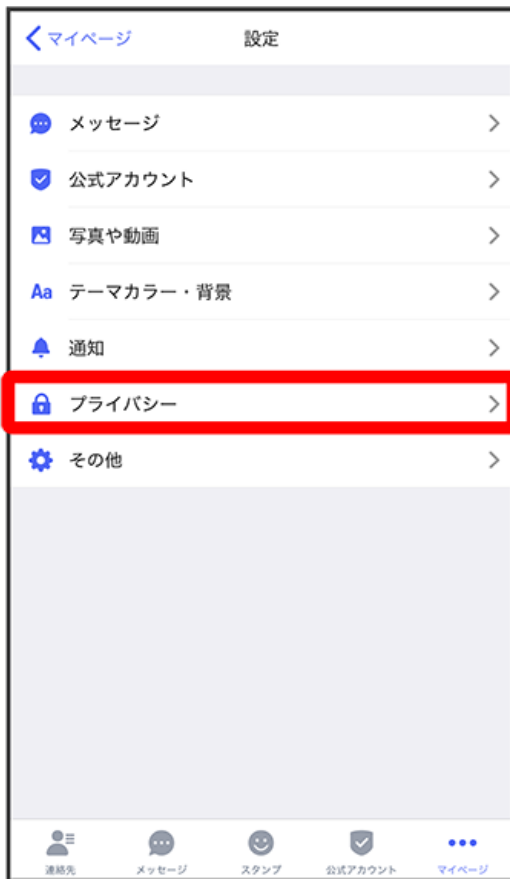 マイページ 設定
メッセージ
公式アカウント
写真や動画
Aa テーマカラー・背景
通知
プライバシー
その他
連絡先 メッセージ スタンプ 公式アカウント マイページ